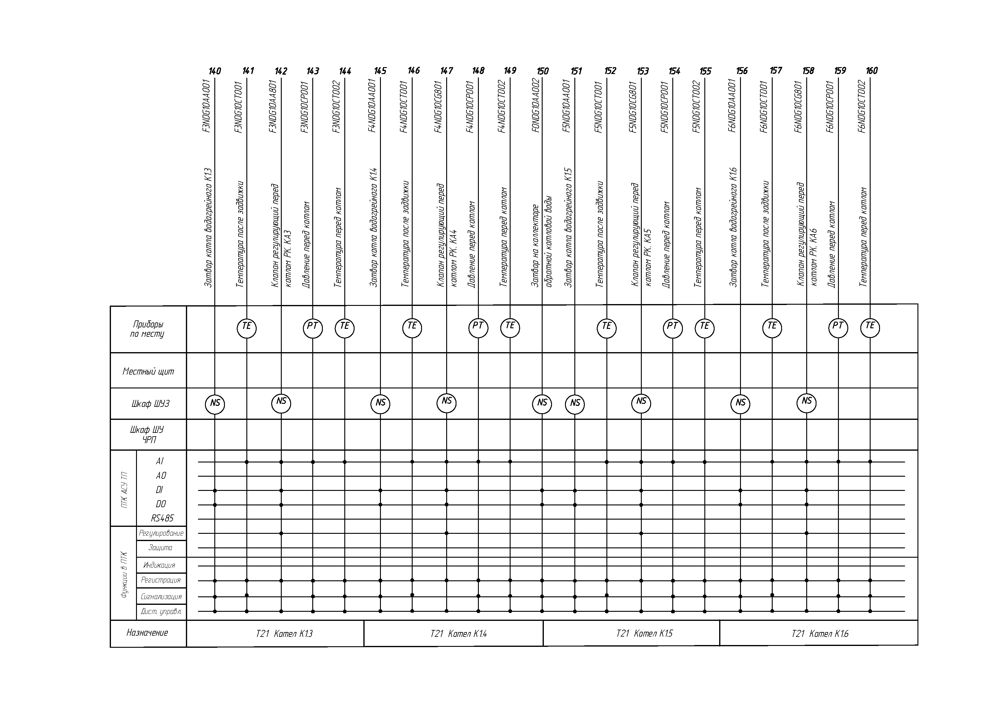 140 141 142 143 144 145 146 147 148 149 150 151 152 153 154 155 156 157 158 159 160
F3NDG10AA001
F3NDG10CT001
F3NDG10AA801
F3NDG10CP001
F3NDG10CT002
F4NDG10AA001
F4NDG10CT001
F4NDG10CG801
F4NDG10CP001
F4NDG10CT002
F0NDG10AA002
F5NDG10AA001
F5NDG10CT001
F5NDG10CG801
F5NDG10CP001
F5NDG10CT002
F6NDG10AA001
F6NDG10CT001
F6NDG10CG801
F6NDG10CP001
F6NDG10CT002
Затвор котла водогрейного К1.3
Температура после задвижки
Клапан регулирующий перед
котлом РК. КА3
Давление перед котлом
Температура перед котлом
Затвор котла водогрейного К1.4
Температура после задвижки
Клапан регулирующий перед
котлом РК. КА4
Давление перед котлом
Температура перед котлом
Затвор на коллекторе
обратной котловой воды
Затвор котла водогрейного К1.5
Температура после задвижки
Клапан регулирующий перед
котлом РК. КА5
Давление перед котлом
Температура перед котлом
Затвор котла водогрейного К1.6
Температура после задвижки
Клапан регулирующий перед
котлом РК. КА6
Давление перед котлом
Температура перед котлом
Приборы
по месту
TE PT TE TE PT TE TE PT TE TE PT TE
Местный щит
Шкаф ШУЗ
NS NS NS NS NS NS NS NS NS
Шкаф ШУ
ЧРП
ПТК АСУ ТП
AI
AO
DI
DO
RS485
Функции в ПТК
Регулирование
Защита
Индикация
Регистрация
Сигнализация
Дист. управл.
Назначение
Т21 Котел К1.3
Т21 Котел К1.4
Т21 Котел К1.5
Т21 Котел К1.6